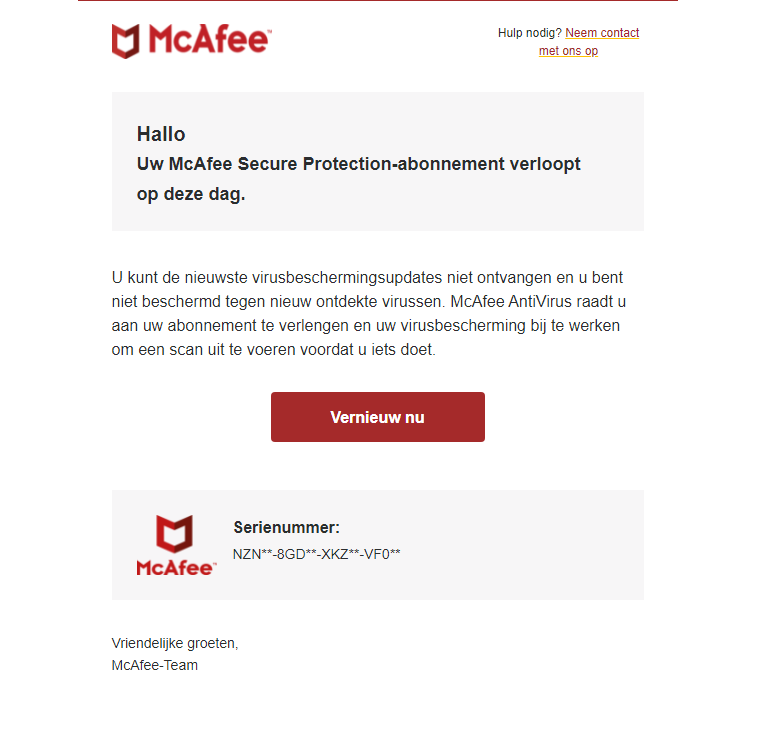 McAfee™
Hulp nodig? Neem contact
met ons op
Hallo
Uw McAfee Secure Protection-abonnement verloopt
op deze dag.
U kunt de nieuwste virusbeschermingsupdates niet ontvangen en u bent
niet beschermd tegen nieuw ontdekte virussen. McAfee AntiVirus raadt u
aan uw abonnement te verlengen en uw virusbescherming bij te werken
om een scan uit te voeren voordat u iets doet.
Vernieuw nu
McAfee™
Serienummer:
NZN**-8GD**-XKZ**-VF0**
Vriendelijke groeten,
McAfee-Team